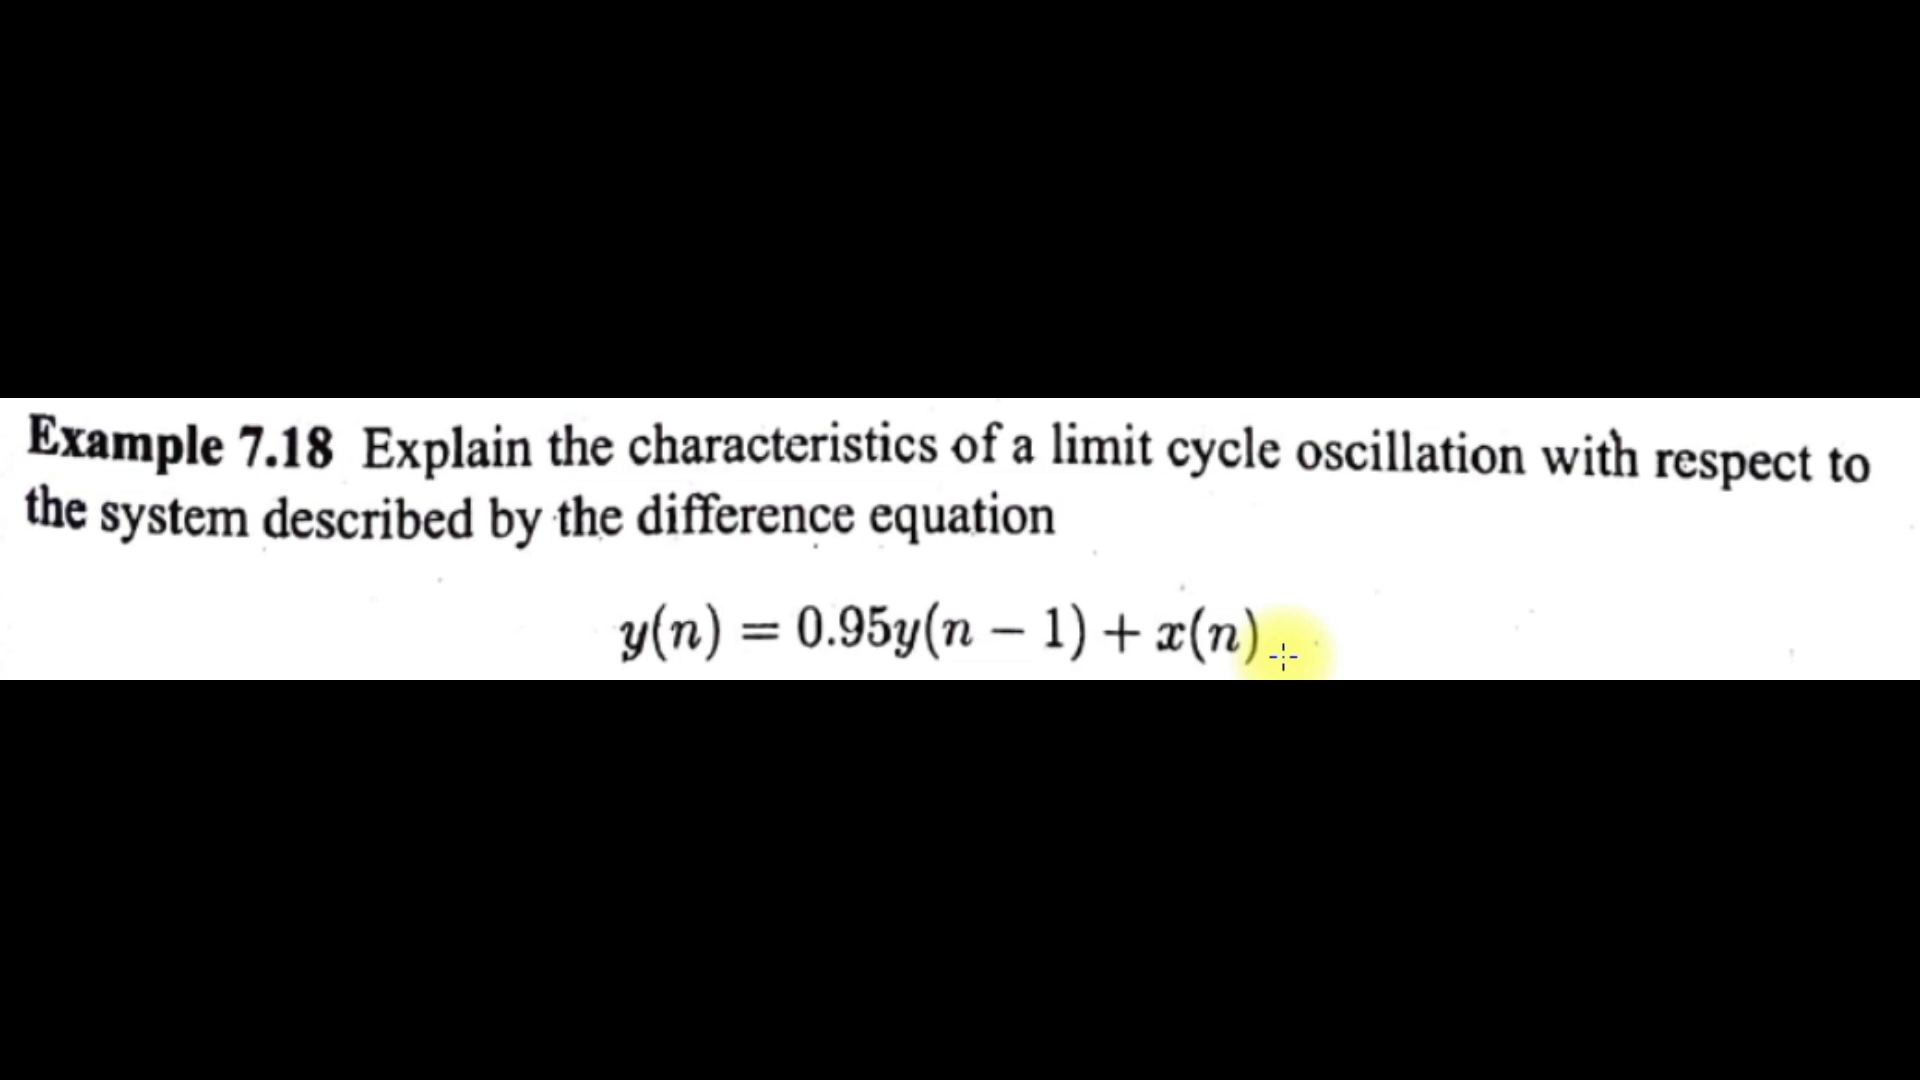 Example 7.18 Explain the characteristics of a limit cycle oscillation with respect to
the system described by the difference equation
y(n) = 0.95y(n − 1) + x(n)